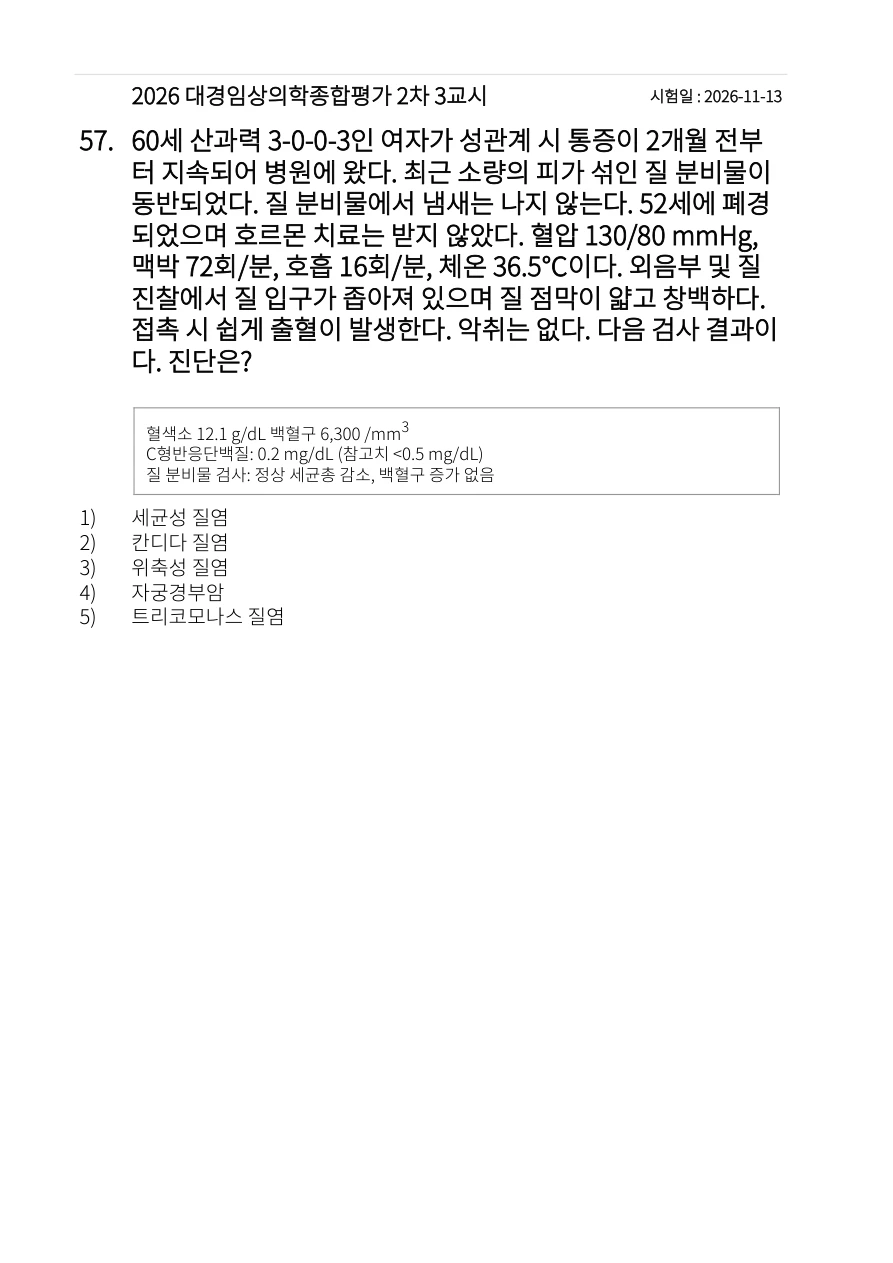 2026 대경임상의학종합평가 2차 3교시
시험일 : 2026-11-13
57. 60세 산과력 3-0-0-3인 여자가 성관계 시 통증이 2개월 전부
터 지속되어 병원에 왔다. 최근 소량의 피가 섞인 질 분비물이
동반되었다. 질 분비물에서 냄새는 나지 않는다. 52세에 폐경
되었으며 호르몬 치료는 받지 않았다. 혈압 130/80 mmHg,
맥박 72회/분, 호흡 16회/분, 체온 36.5℃이다. 외음부 및 질
진찰에서 질 입구가 좁아져 있으며 질 점막이 얇고 창백하다.
접촉 시 쉽게 출혈이 발생한다. 악취는 없다. 다음 검사 결과이
다. 진단은?
혈색소 12.1 g/dL 백혈구 6,300 /mm³
C형반응단백질: 0.2 mg/dL (참고치 <0.5 mg/dL)
질 분비물 검사: 정상 세균총 감소, 백혈구 증가 없음
1) 세균성 질염
2) 칸디다 질염
3) 위축성 질염
4) 자궁경부암
5) 트리코모나스 질염